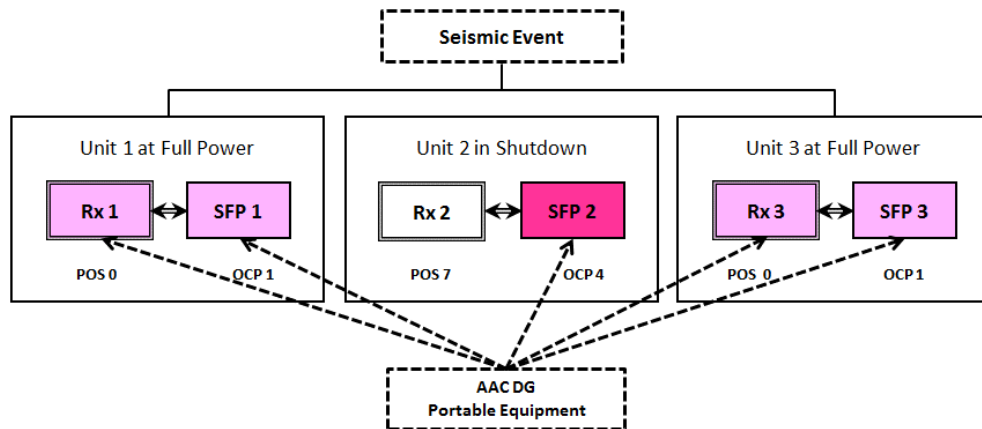 Seismic Event
Unit 1 at Full Power
Unit 2 in Shutdown
Unit 3 at Full Power
Rx 1
SFP 1
Rx 2
SFP 2
Rx 3
SFP 3
POS 0
OCP 1
POS 7
OCP 4
POS 0
OCP 1
AAC DG
Portable Equipment